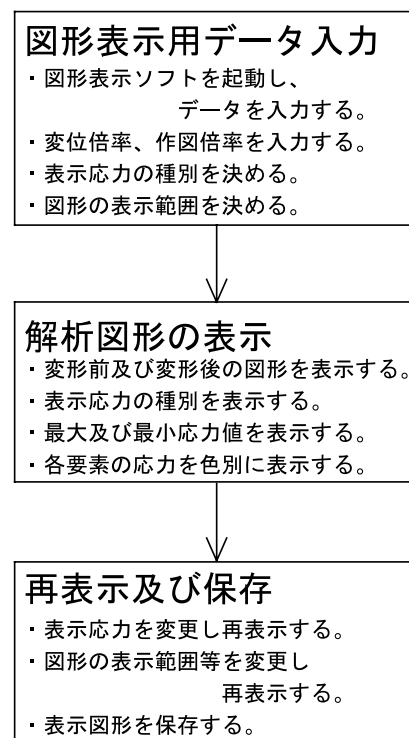 図形表示用データ入力
・図形表示ソフトを起動し、
データを入力する。
・変位倍率、作図倍率を入力する。
・表示応力の種別を決める。
・図形の表示範囲を決める。
解析図形の表示
・変形前及び変形後の図形を表示する。
・表示応力の種別を表示する。
・最大及び最小応力値を表示する。
・各要素の応力を色別に表示する。
再表示及び保存
・表示応力を変更し再表示する。
・図形の表示範囲等を変更し
再表示する。
・表示図形を保存する。